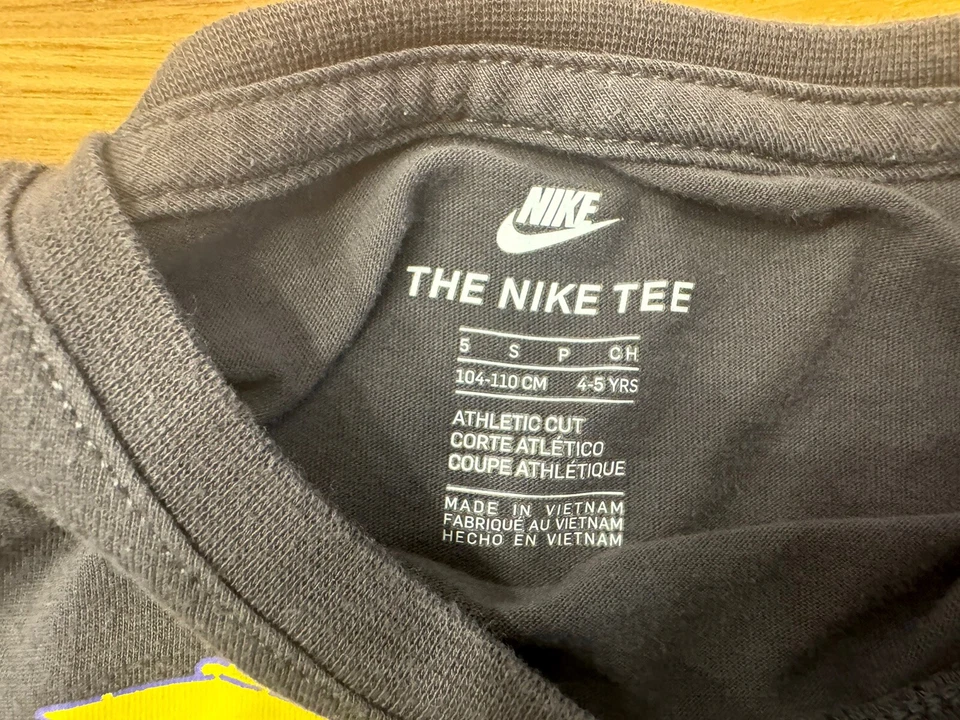 NIKE
THE NIKE TEE
5 S P CH
104-110 CM 4-5 YRS
ATHLETIC CUT
CORTE ATLÉTICO
COUPE ATHLÉTIQUE
MADE IN VIETNAM
FABRIQUÉ AU VIETNAM
HECHO EN VIETNAM